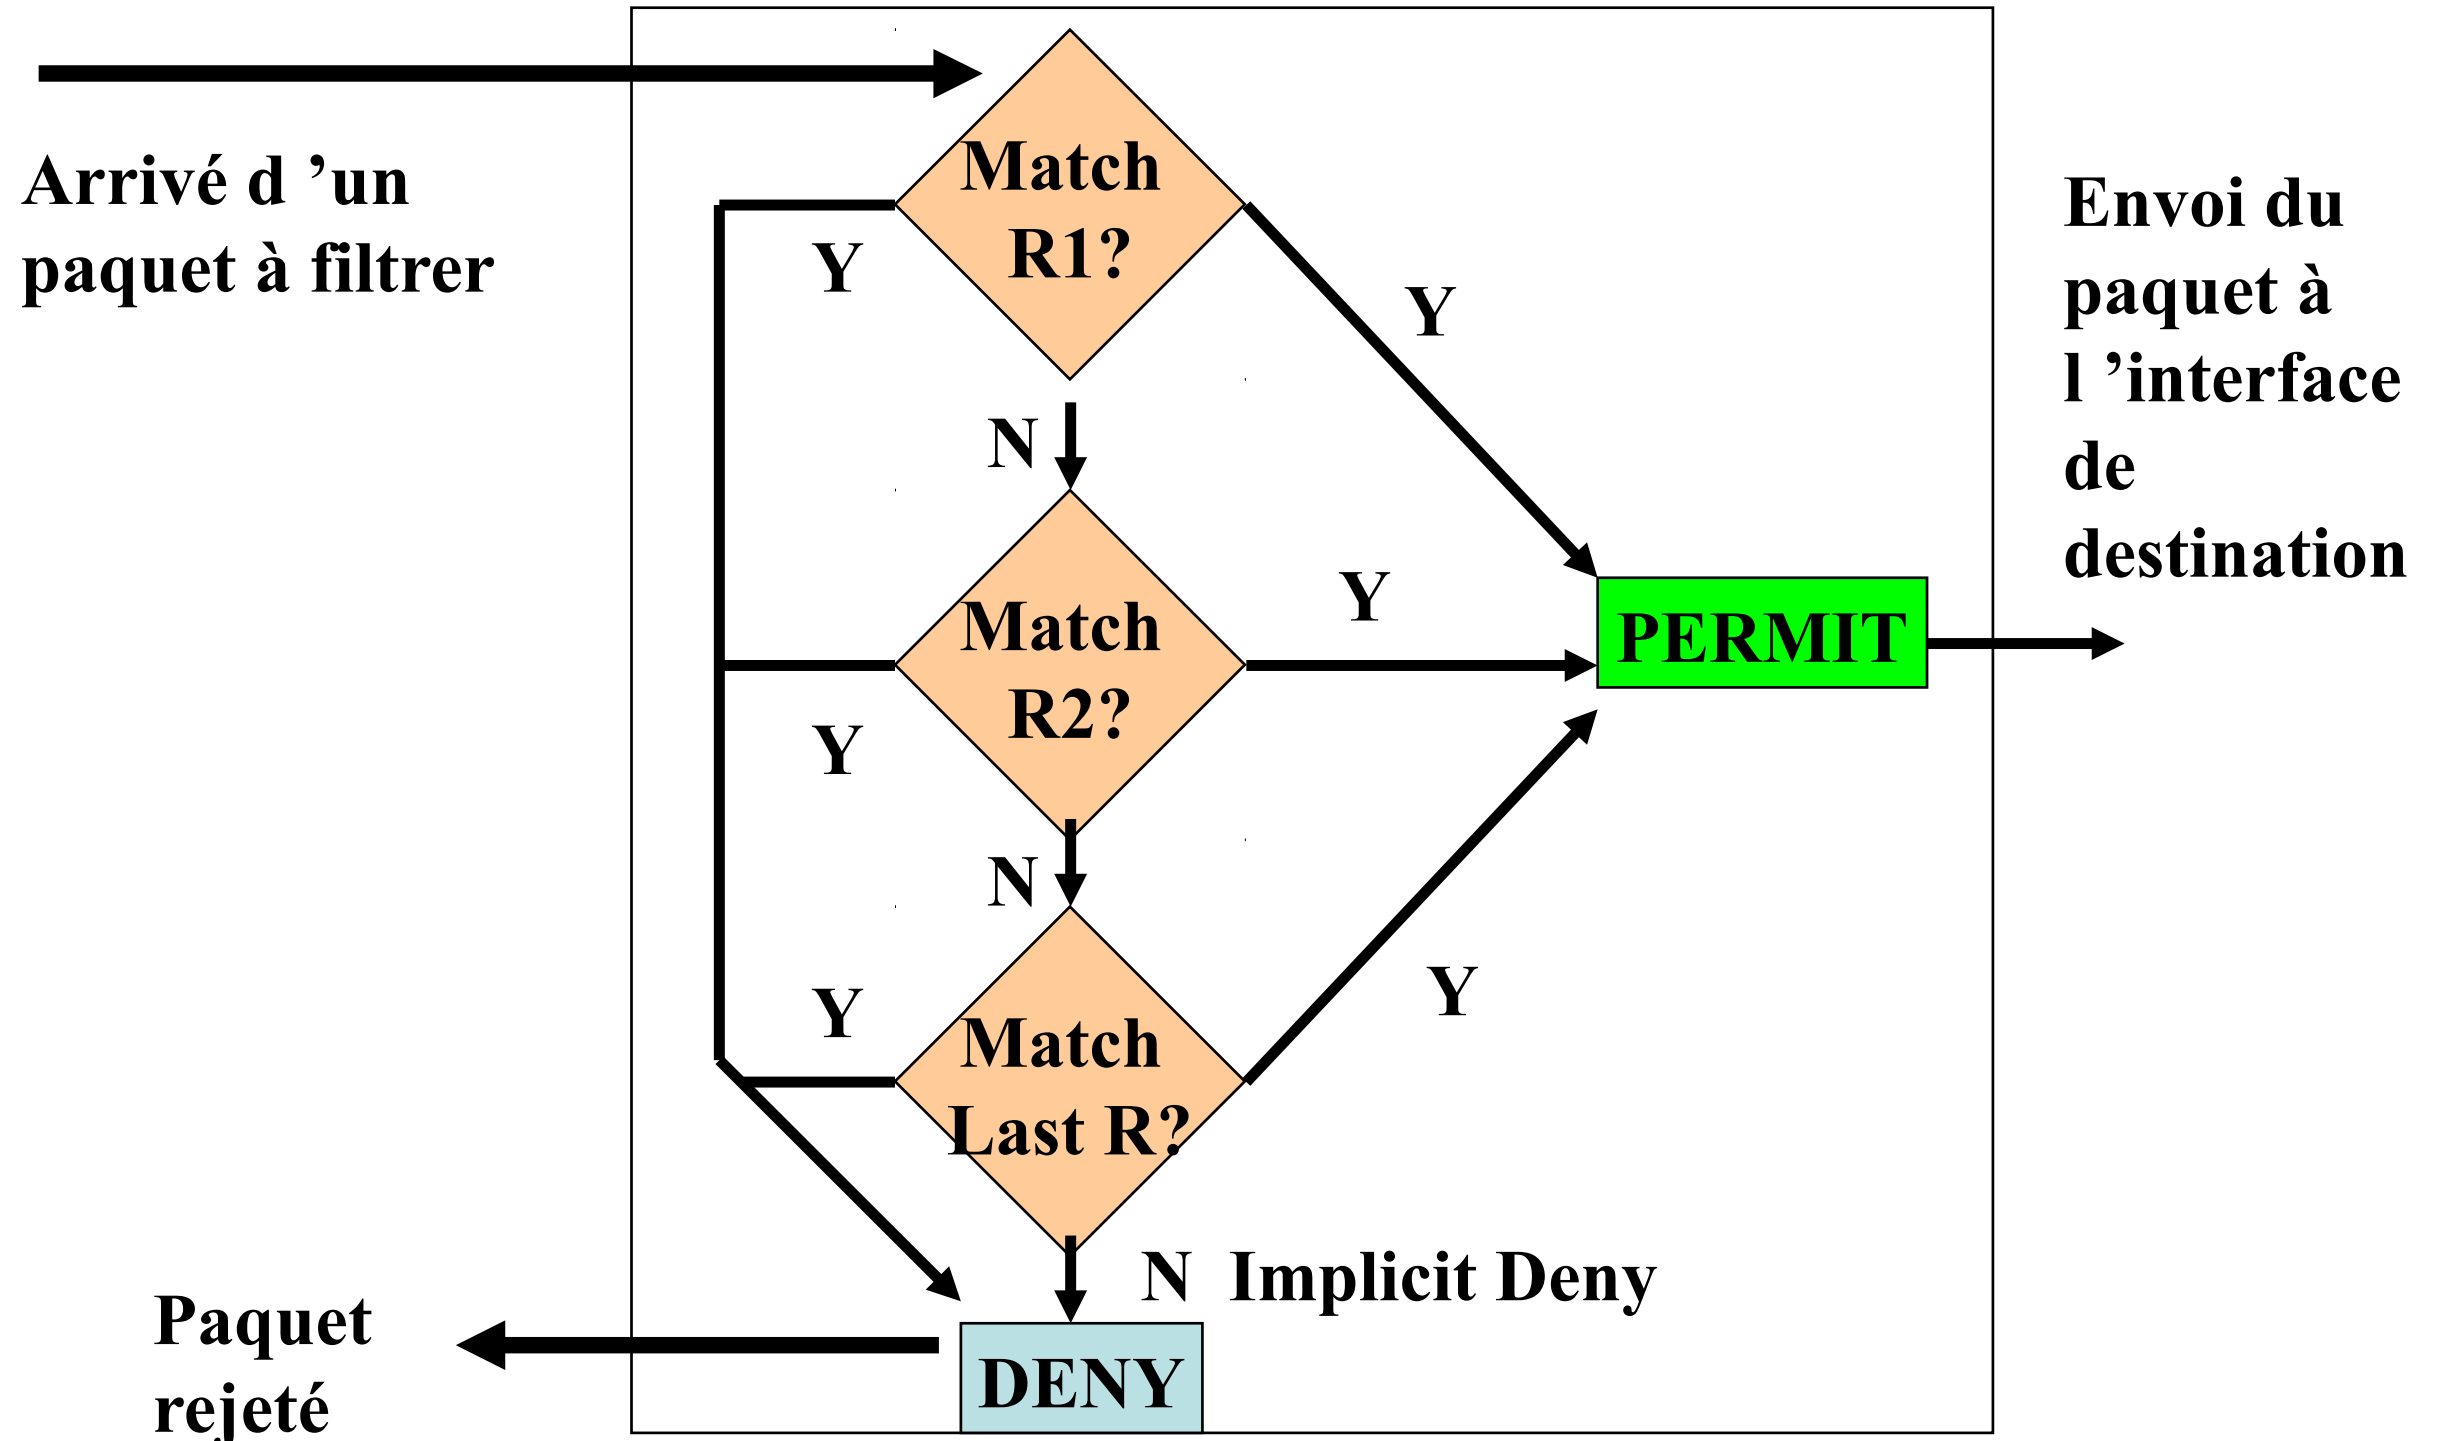 Arrivé d ’un
paquet à filtrer
Match
R1?
Y
Y
N
Envoi du
paquet à
l ’interface
de
destination
Match
R2?
Y
Y
PERMIT
N
Match
Last R?
Y
Y
N Implicit Deny
DENY
Paquet
rejeté